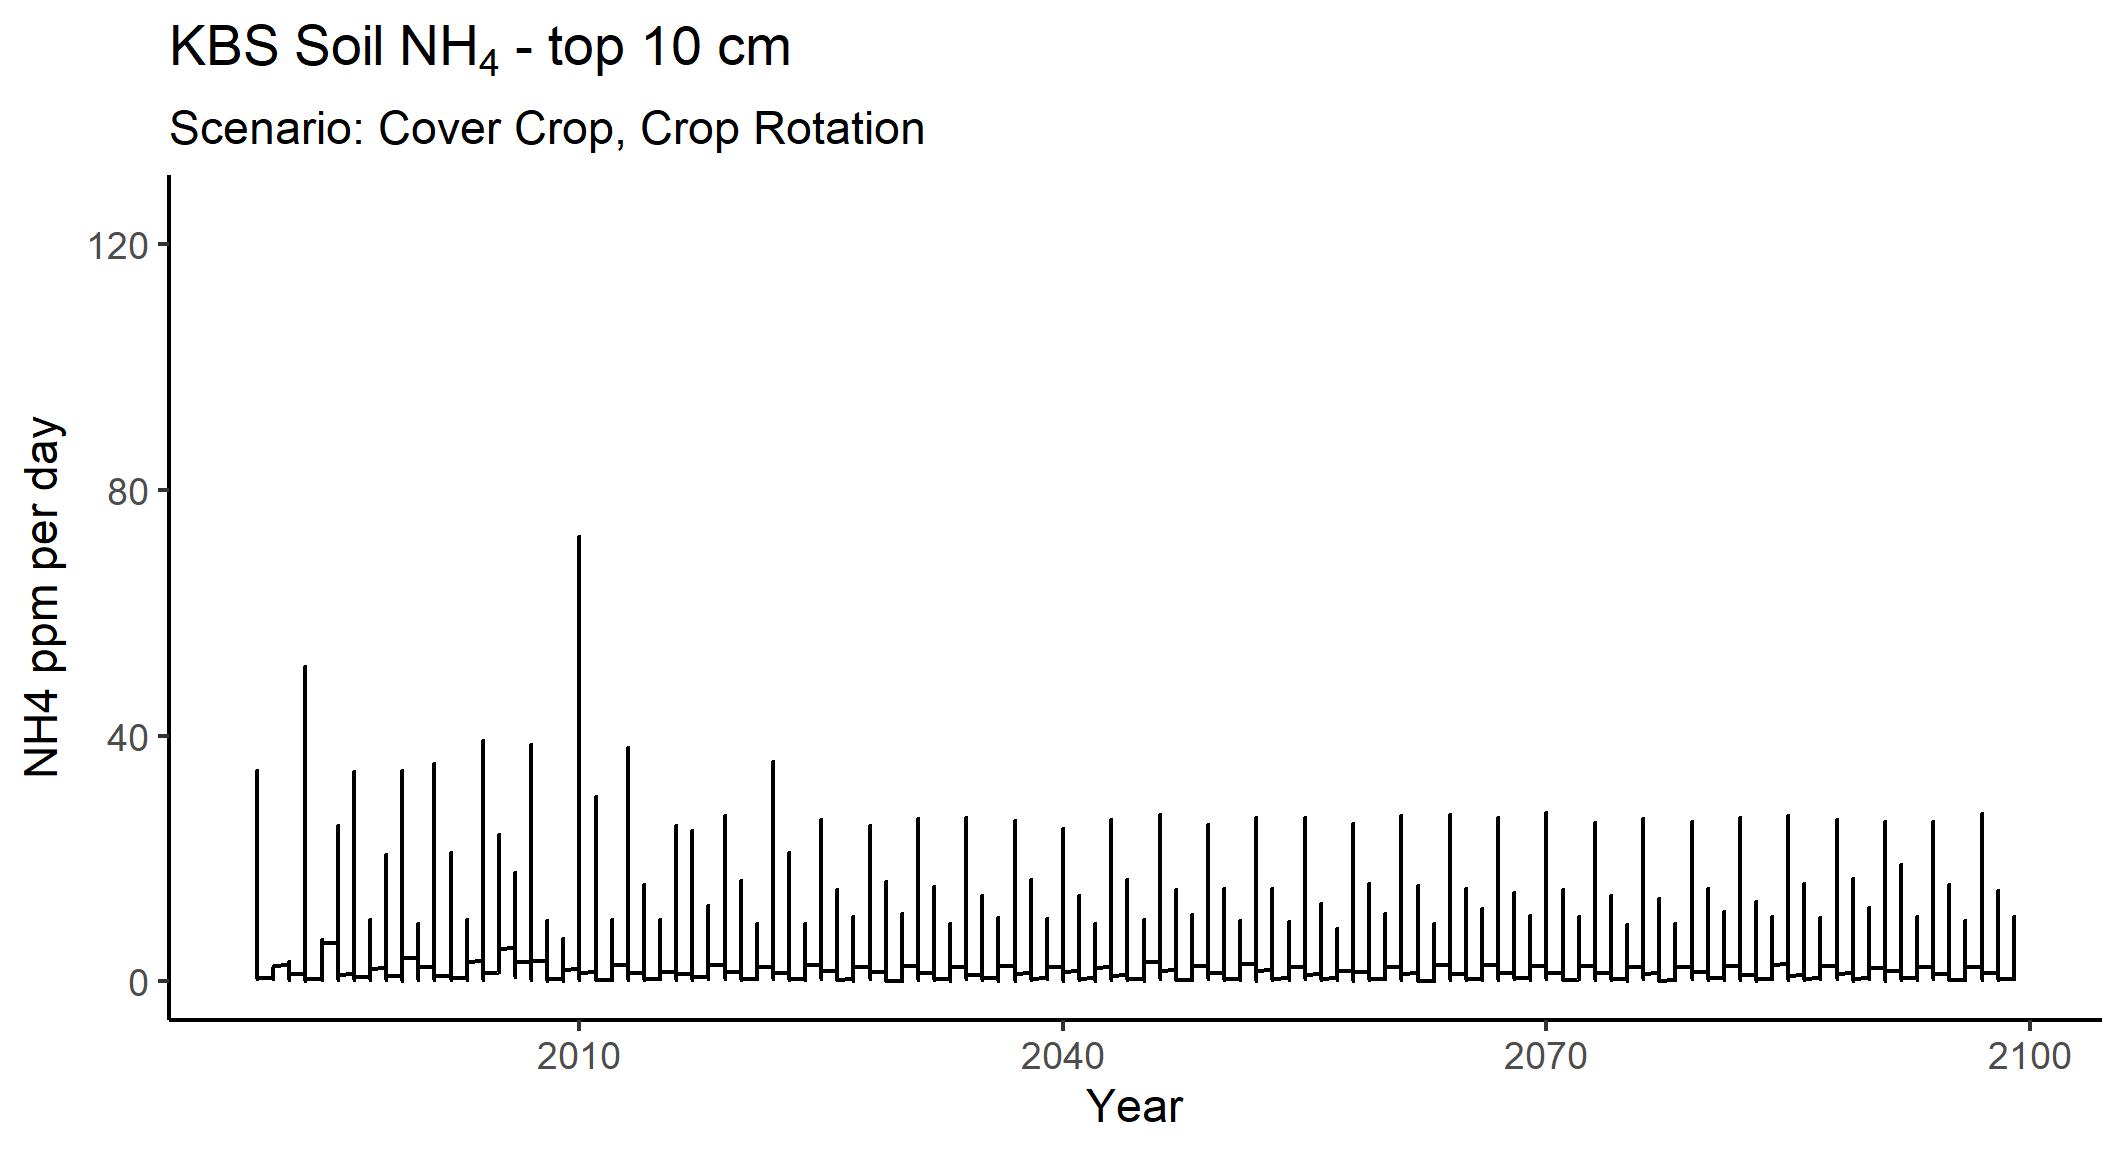 KBS Soil NH₄ - top 10 cm
Scenario: Cover Crop, Crop Rotation
NH4 ppm per day
120
80
40
0
2010 2040 2070 2100
Year